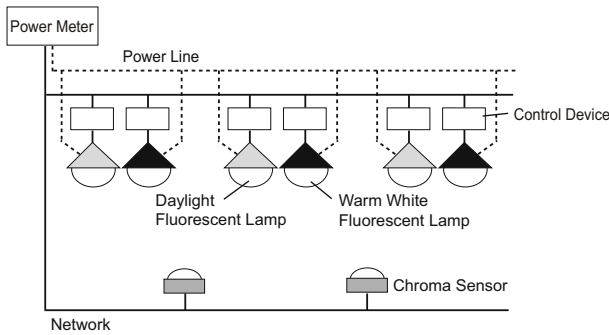 Power Meter
Power Line
Control Device
Daylight
Fluorescent Lamp
Warm White
Fluorescent Lamp
Chroma Sensor
Network